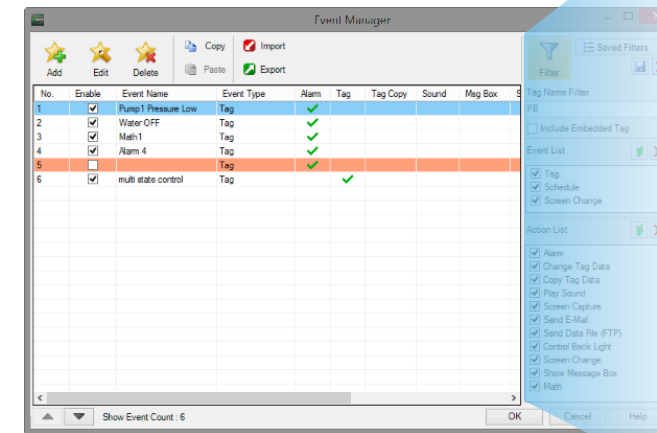 Event Manager
Add Edit Delete Copy Paste Import Export
Filter Saved Filters
No. Enable Event Name Event Type Alarm Tag Tag Copy Sound Msg Box S
1 Pump1 Pressure Low Tag
2 Water OFF Tag
3 Math1 Tag
4 Alarm 4 Tag
5 Tag
6 multi state control Tag
Tag Name Filter
PB
Include Embedded Tag
Event List
Tag
Schedule
Screen Change
Action List
Alarm
Change Tag Data
Copy Tag Data
Play Sound
Screen Capture
Send E-Mail
Send Data File (FTP)
Control Back Light
Screen Change
Show Message Box
Math
Show Event Count : 6
OK Cancel Help